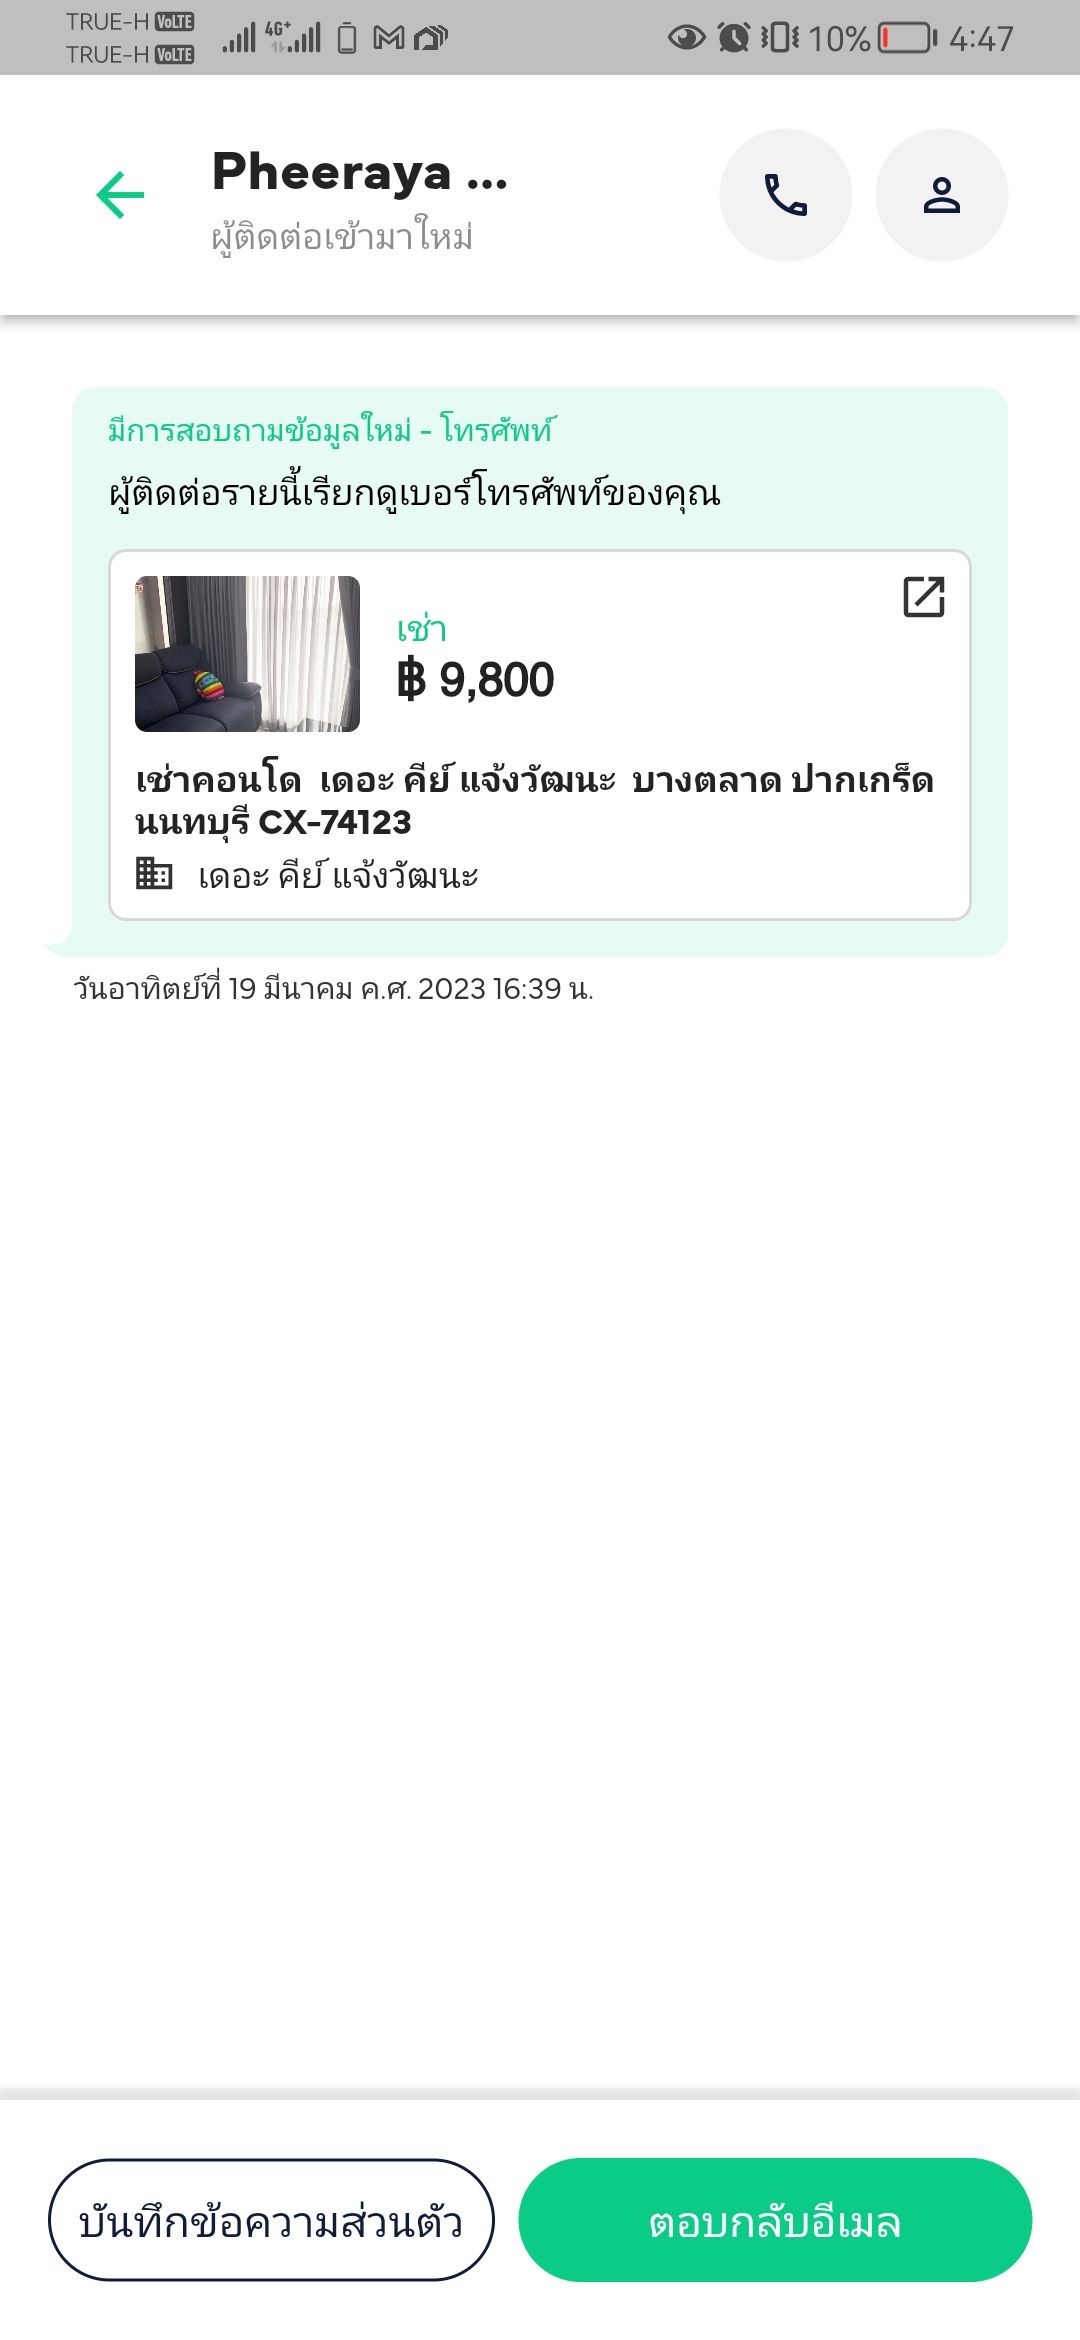 TRUE-H VoLTE
TRUE-H VoLTE
4G+
10%
4:47
Pheeraya ...
ผู้ติดต่อเข้ามาใหม่
มีการสอบถามข้อมูลใหม่ - โทรศัพท์
ผู้ติดต่อรายนี้เรียกดูเบอร์โทรศัพท์ของคุณ
เช่า
฿ 9,800
เช่าคอนโด เดอะ คีย์ แจ้งวัฒนะ บางตลาด ปากเกร็ด
นนทบุรี CX-74123
เดอะ คีย์ แจ้งวัฒนะ
วันอาทิตย์ที่ 19 มีนาคม ค.ศ. 2023 16:39 น.
บันทึกข้อความส่วนตัว
ตอบกลับอีเมล